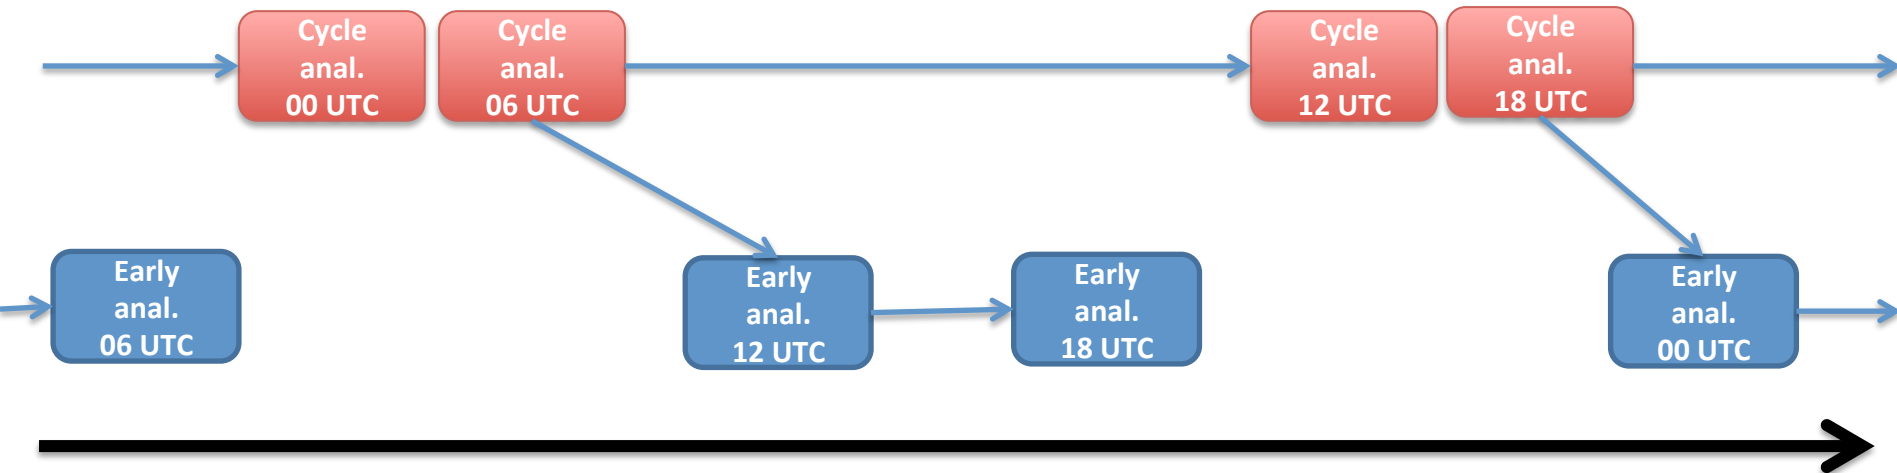 Cycle
anal.
00 UTC
Cycle
anal.
06 UTC
Cycle
anal.
12 UTC
Cycle
anal.
18 UTC
Early
anal.
06 UTC
Early
anal.
12 UTC
Early
anal.
18 UTC
Early
anal.
00 UTC